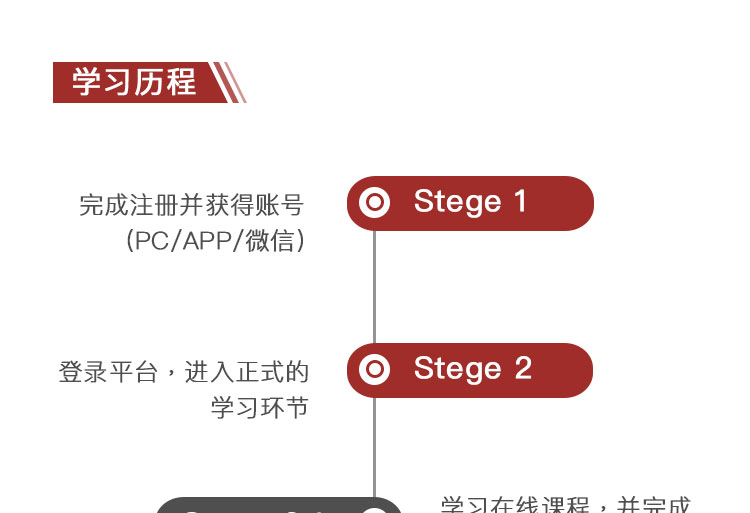 学习历程
完成注册并获得账号
(PC/APP/微信)
Stege 1
登录平台，进入正式的
学习环节
Stege 2
学习在线课程，并完成